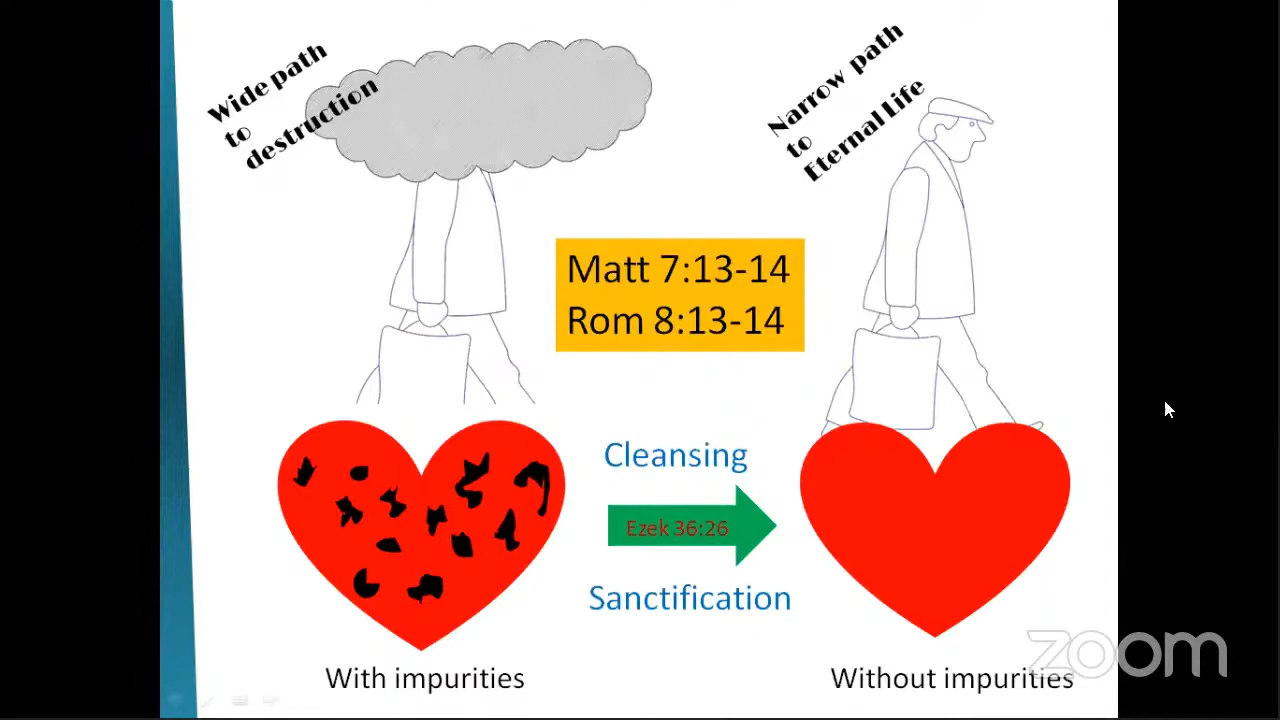 Wide path
to
destruction
Narrow path
to
Eternal Life
Matt 7:13-14
Rom 8:13-14
Cleansing
Ezek 36:26
Sanctification
With impurities
Without impurities
zoom